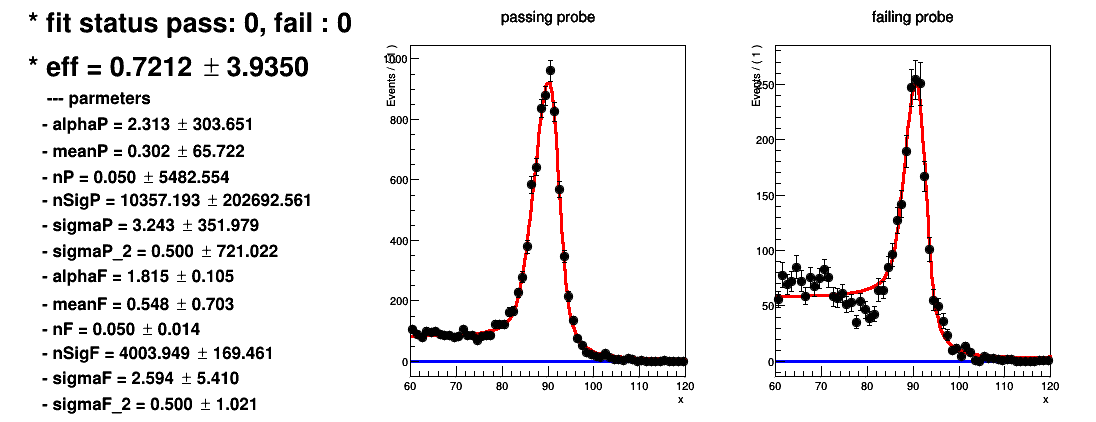 * fit status pass: 0, fail : 0
* eff = 0.7212 ± 3.9350
--- parmeters
- alphaP = 2.313 ± 303.651
- meanP = 0.302 ± 65.722
- nP = 0.050 ± 5482.554
- nSigP = 10357.193 ± 202692.561
- sigmaP = 3.243 ± 351.979
- sigmaP_2 = 0.500 ± 721.022
- alphaF = 1.815 ± 0.105
- meanF = 0.548 ± 0.703
- nF = 0.050 ± 0.014
- nSigF = 4003.949 ± 169.461
- sigmaF = 2.594 ± 5.410
- sigmaF_2 = 0.500 ± 1.021
passing probe
Events / ( 1 )
1000
800
600
400
200
0
60 70 80 90 100 110 120
x
failing probe
Events / ( 1 )
250
200
150
100
50
0
60 70 80 90 100 110 120
x